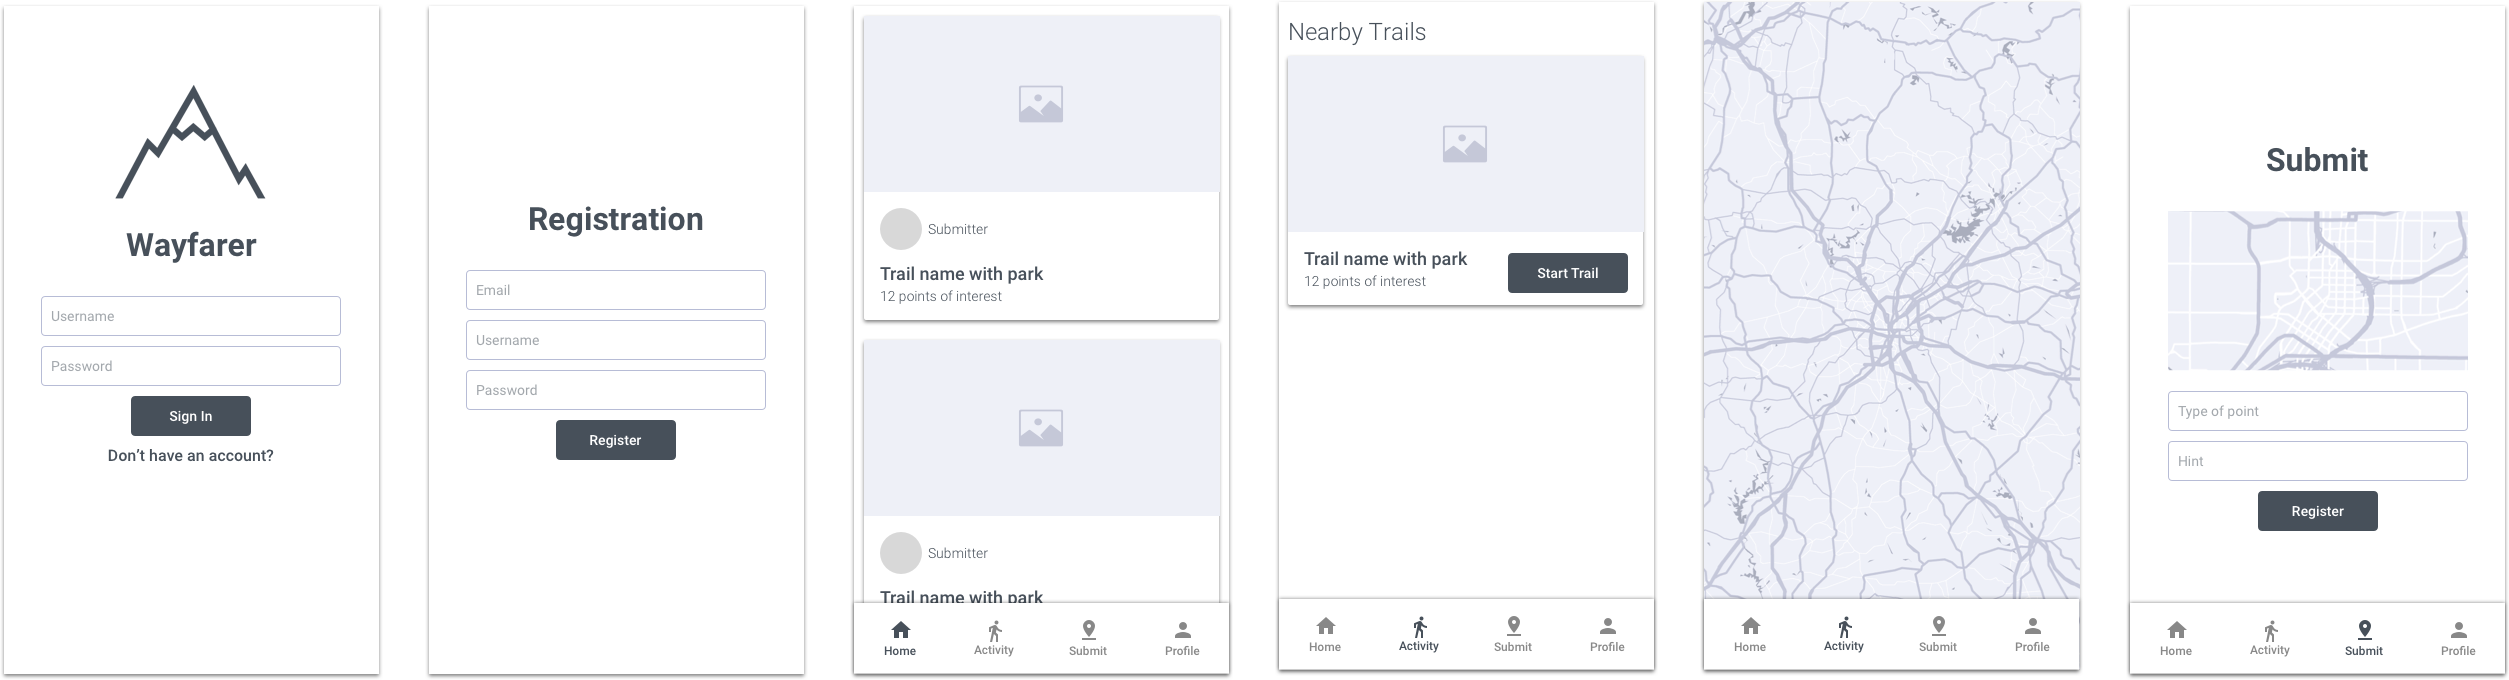 Wayfarer
Username
Password
Sign In
Don’t have an account?
Registration
Email
Username
Password
Register
Submitter
Trail name with park
12 points of interest
Submitter
Trail name with park
Home
Activity
Submit
Profile
Nearby Trails
Trail name with park
12 points of interest
Start Trail
Home
Activity
Submit
Profile
Home
Activity
Submit
Profile
Submit
Type of point
Hint
Register
Home
Activity
Submit
Profile